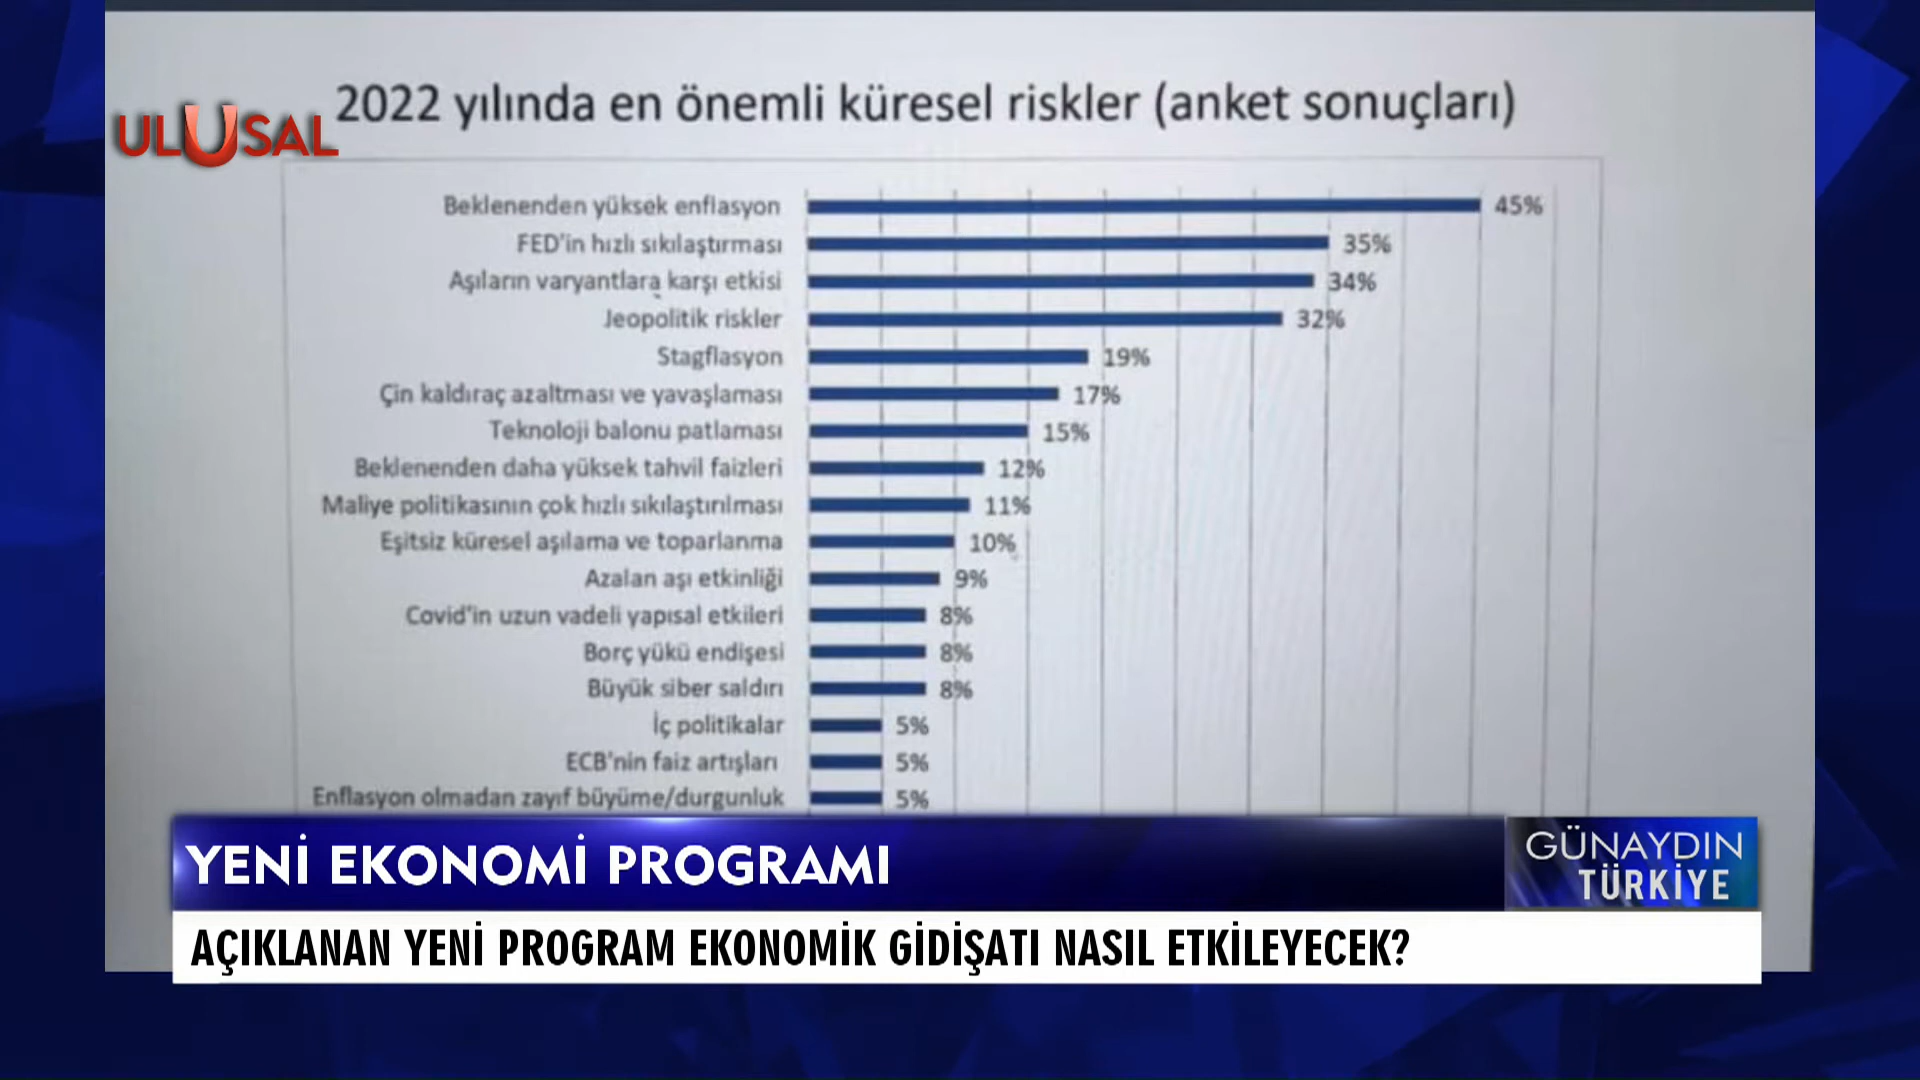 2022 yılında en önemli küresel riskler (anket sonuçları)
ULUSAL
Beklenenden yüksek enflasyon 45%
FED'in hızlı sıkılaştırması 35%
Aşıların varyantlara karşı etkisi 34%
Jeopolitik riskler 32%
Stagflasyon 19%
Çin kaldıraç azaltması ve yavaşlaması 17%
Teknoloji balonu patlaması 15%
Beklenenden daha yüksek tahvil faizleri 12%
Maliye politikasının çok hızlı sıkılaştırılması 11%
Eşitsiz küresel aşılama ve toparlanma 10%
Azalan aşı etkinliği 9%
Covid'in uzun vadeli yapısal etkileri 8%
Borç yükü endişesi 8%
Büyük siber saldırı 8%
İç politikalar 5%
ECB'nin faiz artışları 5%
Enflasyon olmadan zayıf büyüme/durgunluk 5%
YENİ EKONOMİ PROGRAMI
GÜNAYDIN
TÜRKİYE
AÇIKLANAN YENİ PROGRAM EKONOMİK GİDİŞATI NASIL ETKİLEYECEK?